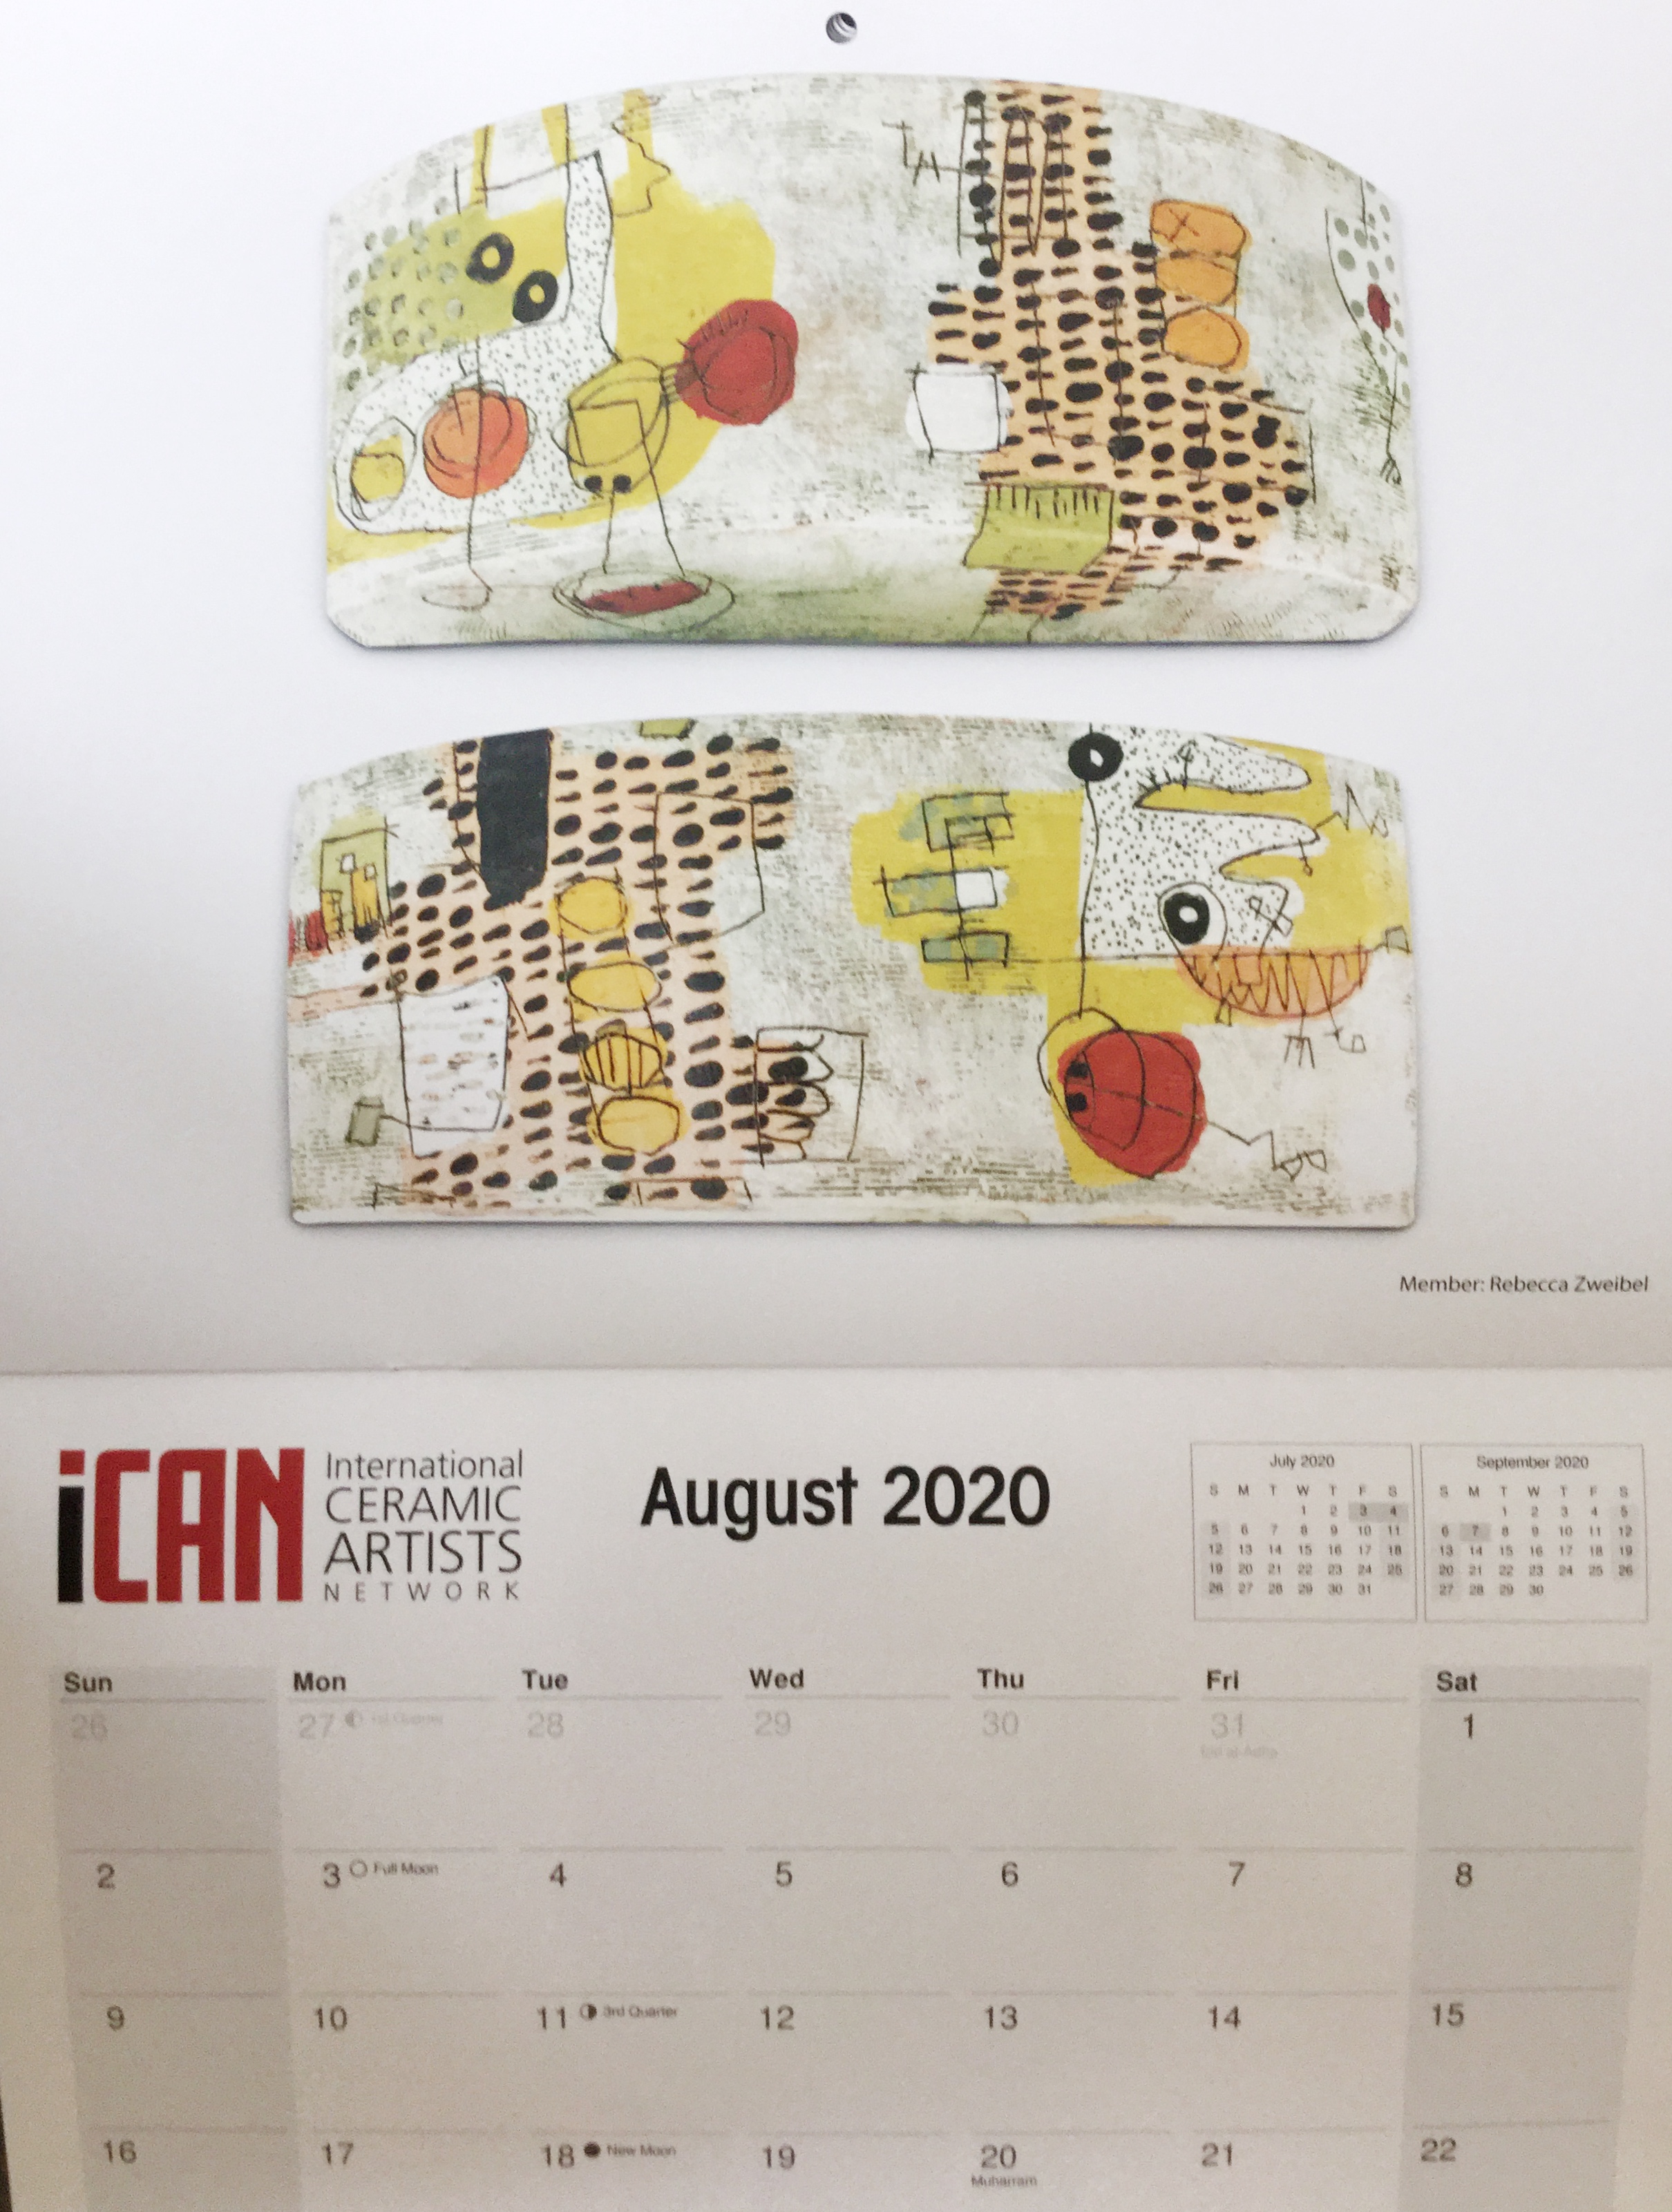 Member: Rebecca Zweibel
iCAN
International
CERAMIC
ARTISTS
NETWORK
August 2020
July 2020
S M T W T F S
1 2 3 4
5 6 7 8 9 10 11
12 13 14 15 16 17 18
19 20 21 22 23 24 25
26 27 28 29 30 31
September 2020
S M T W T F S
1 2 3 4 5
6 7 8 9 10 11 12
13 14 15 16 17 18 19
20 21 22 23 24 25 26
27 28 29 30
Sun Mon Tue Wed Thu Fri Sat
26 27 1st Quarter 28 29 30 31 1
Eid al-Adha
2 3 Full Moon 4 5 6 7 8
9 10 11 3rd Quarter 12 13 14 15
16 17 18 New Moon 19 20 21 22
Muharram